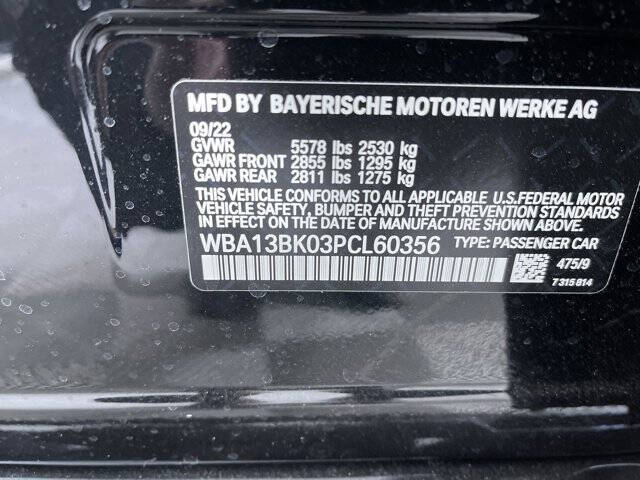 MFD BY BAYERISCHE MOTOREN WERKE AG
09/22
GVWR 5578 lbs 2530 kg
GAWR FRONT 2855 lbs 1295 kg
GAWR REAR 2811 lbs 1275 kg
THIS VEHICLE CONFORMS TO ALL APPLICABLE U.S.FEDERAL MOTOR
VEHICLE SAFETY, BUMPER AND THEFT PREVENTION STANDARDS
IN EFFECT ON THE DATE OF MANUFACTURE SHOWN ABOVE.
WBA13BK03PCL60356 TYPE: PASSENGER CAR
475/9
7 315 814